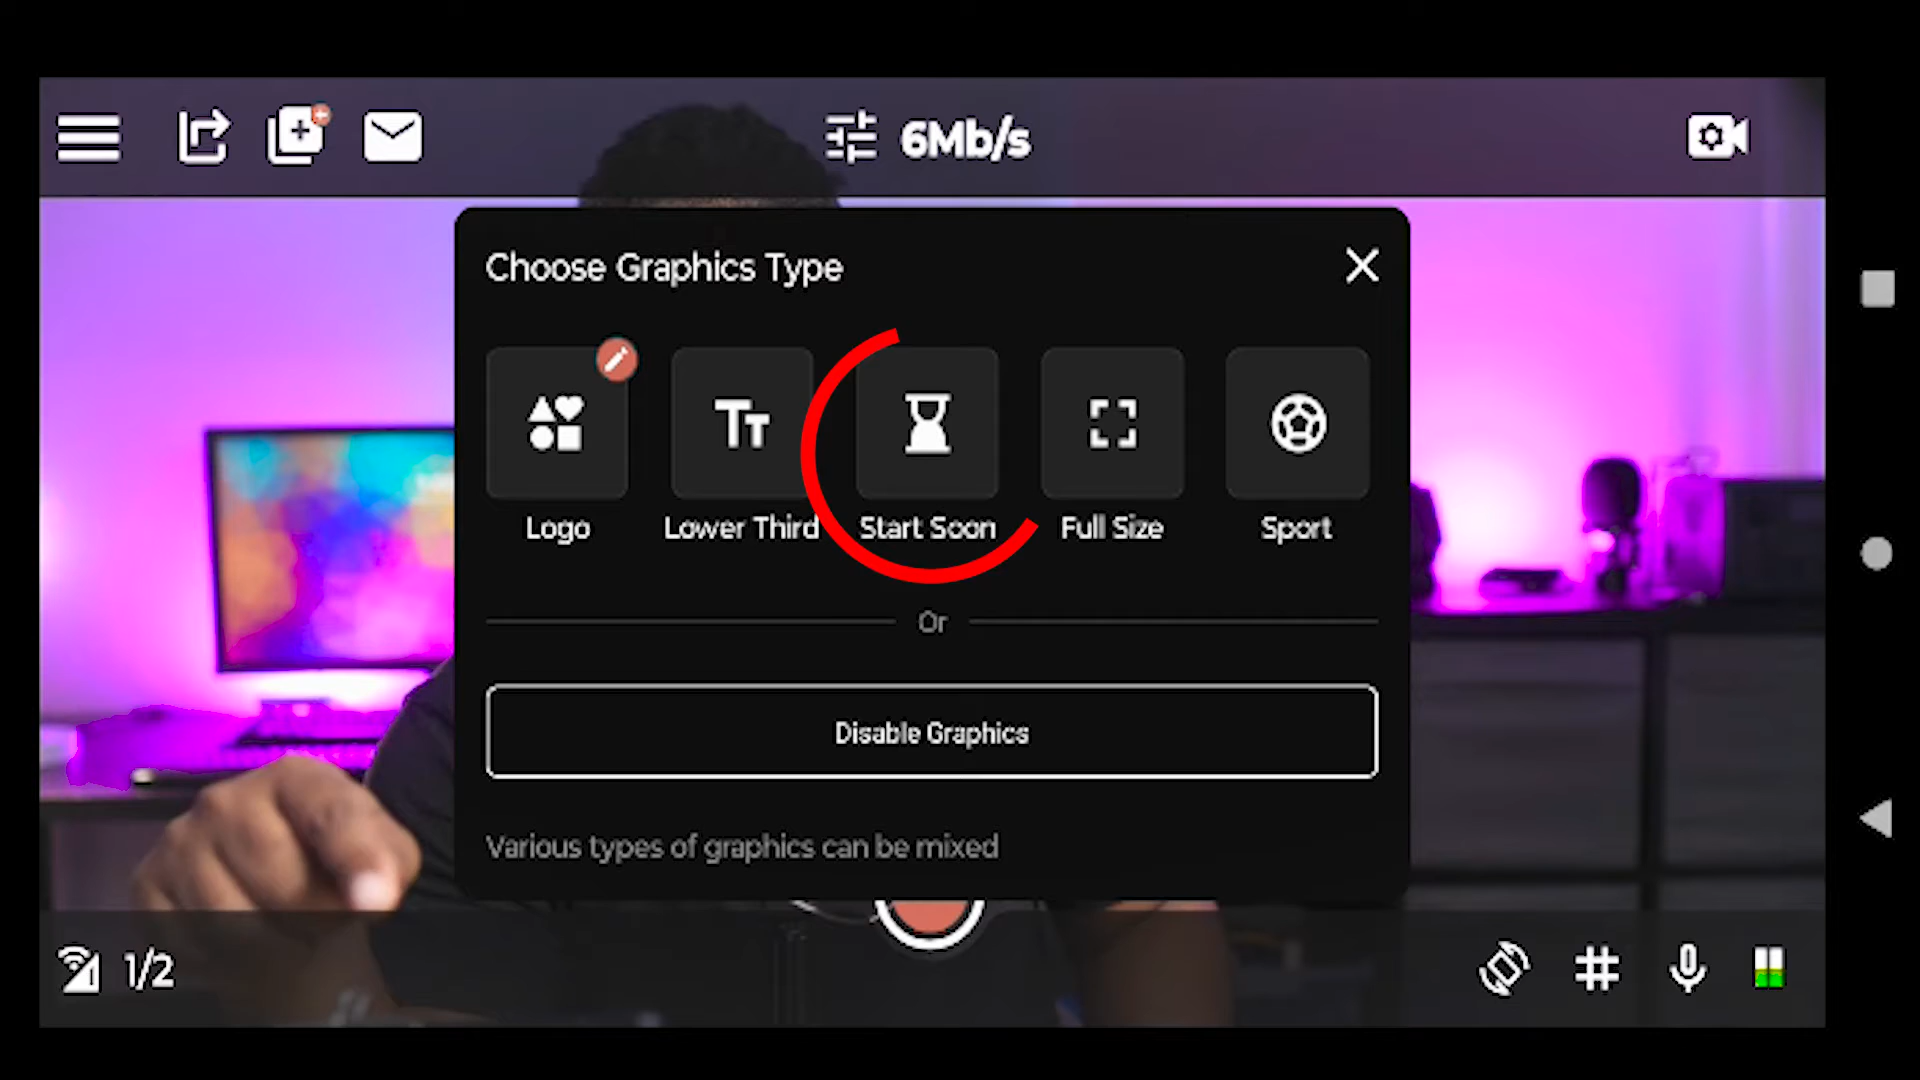 6Mb/s
Choose Graphics Type
Logo
Lower Third
Start Soon
Full Size
Sport
Or
Disable Graphics
Various types of graphics can be mixed
1/2